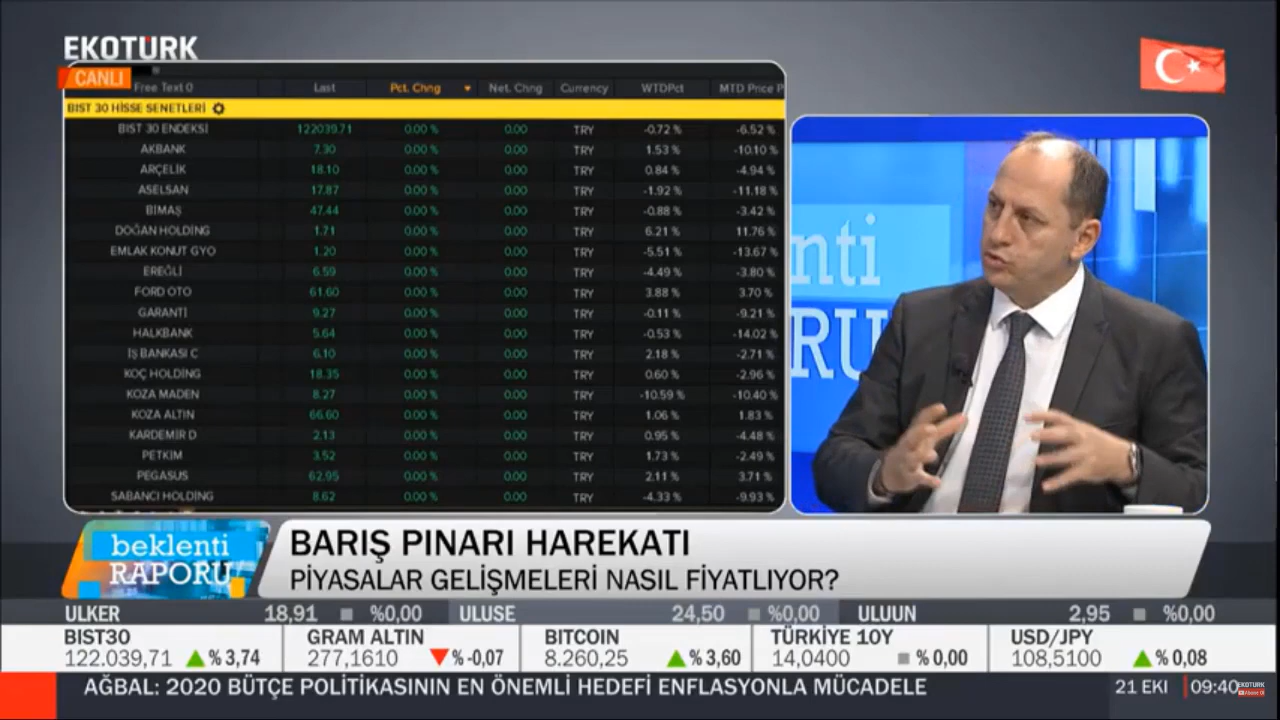 EKOTÜRK
CANLI
Free Text 0 Last Pct. Chng Net. Chng Currency WTDPct MTD Price P
BIST 30 HİSSE SENETLERİ
BIST 30 ENDEKSİ 122039.71 0.00 % 0.00 TRY -0.72 % -6.52 %
AKBANK 7.30 0.00 % 0.00 TRY 1.53 % -10.10 %
ARÇELİK 18.10 0.00 % 0.00 TRY 0.84 % -4.94 %
ASELSAN 17.87 0.00 % 0.00 TRY -1.92 % -11.18 %
BİMAŞ 47.44 0.00 % 0.00 TRY -0.88 % -3.42 %
DOĞAN HOLDİNG 1.71 0.00 % 0.00 TRY 6.21 % 11.76 %
EMLAK KONUT GYO 1.20 0.00 % 0.00 TRY -5.51 % -13.67 %
EREĞLİ 6.59 0.00 % 0.00 TRY -4.49 % -3.80 %
FORD OTO 61.60 0.00 % 0.00 TRY 3.88 % 3.70 %
GARANTİ 9.27 0.00 % 0.00 TRY -0.11 % -9.21 %
HALKBANK 5.64 0.00 % 0.00 TRY -0.53 % -14.02 %
İŞ BANKASI C 6.10 0.00 % 0.00 TRY 2.18 % -2.71 %
KOÇ HOLDİNG 18.35 0.00 % 0.00 TRY 0.60 % -2.96 %
KOZA MADEN 8.27 0.00 % 0.00 TRY -10.59 % -10.40 %
KOZA ALTIN 66.60 0.00 % 0.00 TRY 1.06 % 1.83 %
KARDEMİR D 2.13 0.00 % 0.00 TRY 0.95 % -4.48 %
PETKİM 3.52 0.00 % 0.00 TRY 1.73 % -2.49 %
PEGASUS 62.95 0.00 % 0.00 TRY 2.11 % 3.71 %
SABANCI HOLDİNG 8.62 0.00 % 0.00 TRY -4.33 % -9.93 %
nti
RU
beklenti
RAPORU
BARIŞ PINARI HAREKATI
PİYASALAR GELİŞMELERİ NASIL FİYATLIYOR?
ULKER 18,91 %0,00 ULUSE 24,50 %0,00 ULUUN 2,95 %0,00
BIST30 GRAM ALTIN BITCOIN TÜRKİYE 10Y USD/JPY
122.039,71 % 3,74 277,1610 % -0,07 8.260,25 % 3,60 14,0400 % 0,00 108,5100 % 0,08
AĞBAL: 2020 BÜTÇE POLİTİKASININ EN ÖNEMLİ HEDEFİ ENFLASYONLA MÜCADELE 21 EKI 09:40 EKOTÜRK
Abone Ol